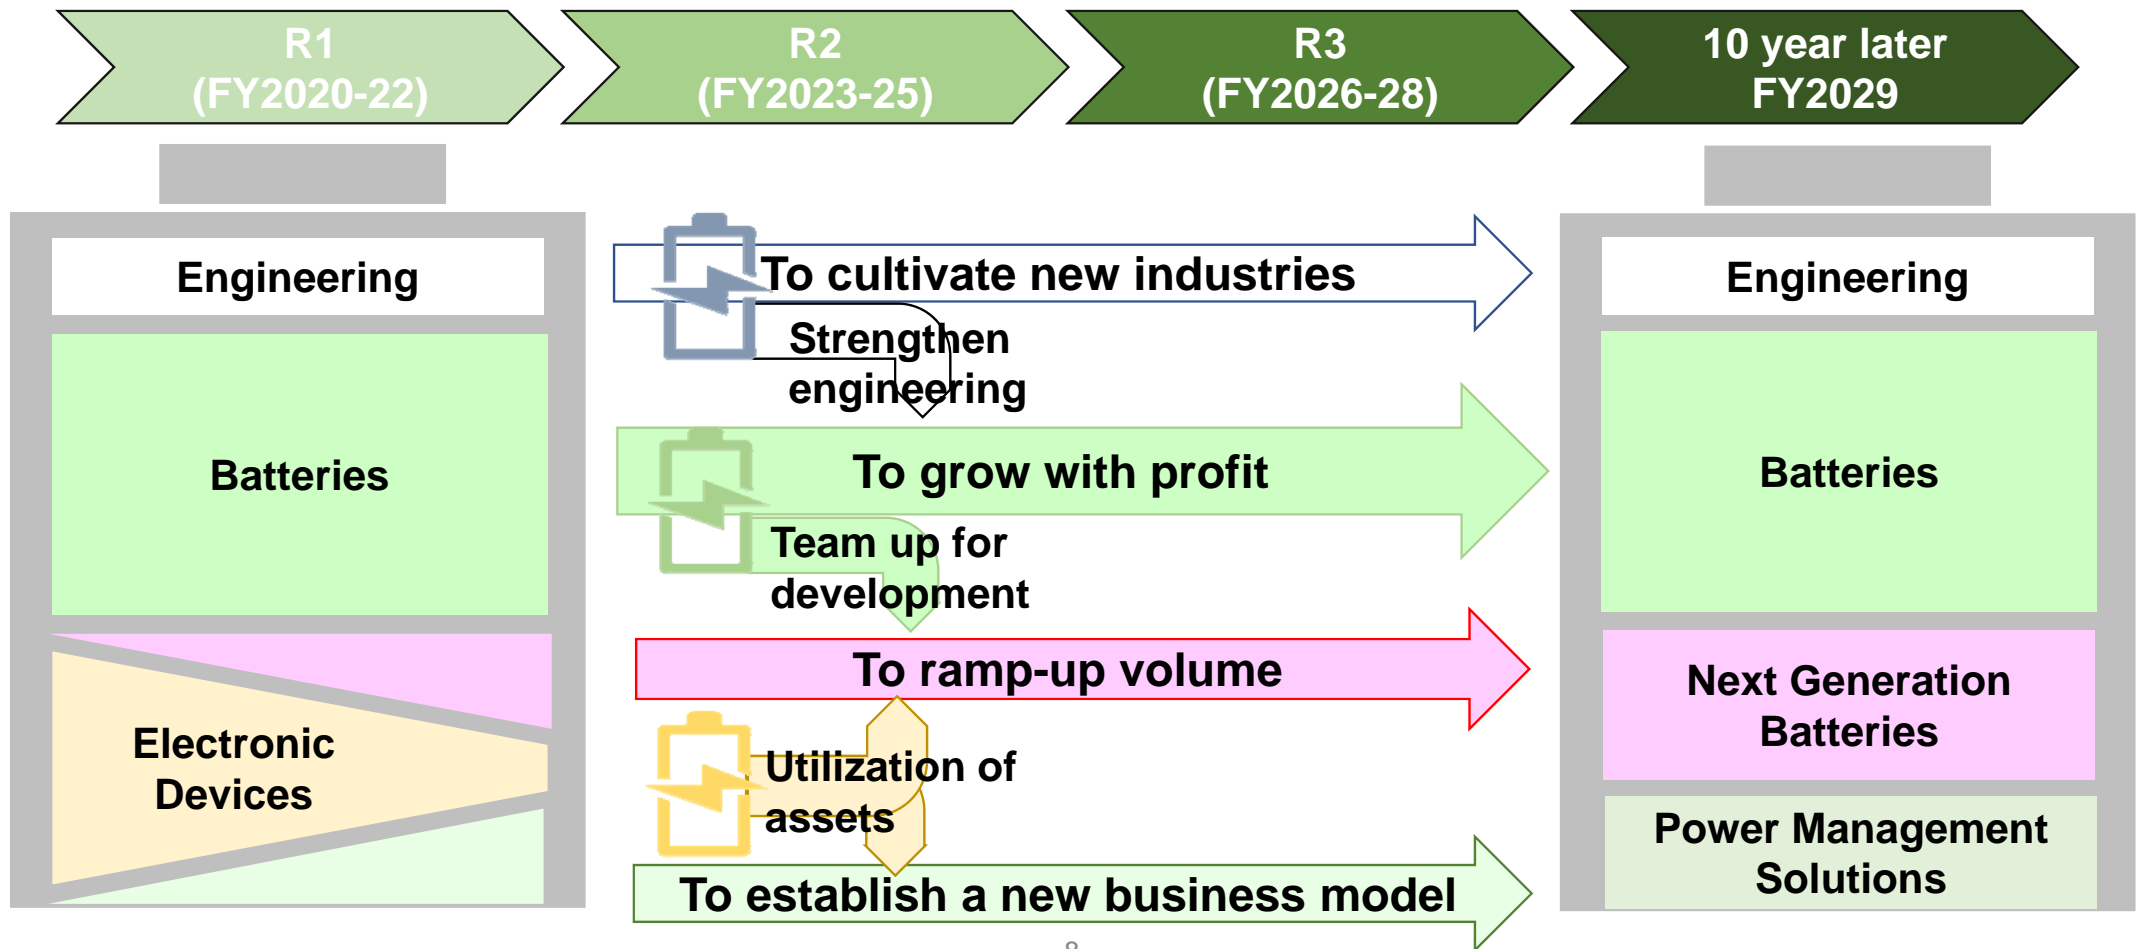 R1
(FY2020-22)
R2
(FY2023-25)
R3
(FY2026-28)
10 year later
FY2029
Engineering
Batteries
Electronic
Devices
To cultivate new industries
Strengthen
engineering
To grow with profit
Team up for
development
To ramp-up volume
Utilization of
assets
To establish a new business model
Engineering
Batteries
Next Generation
Batteries
Power Management
Solutions